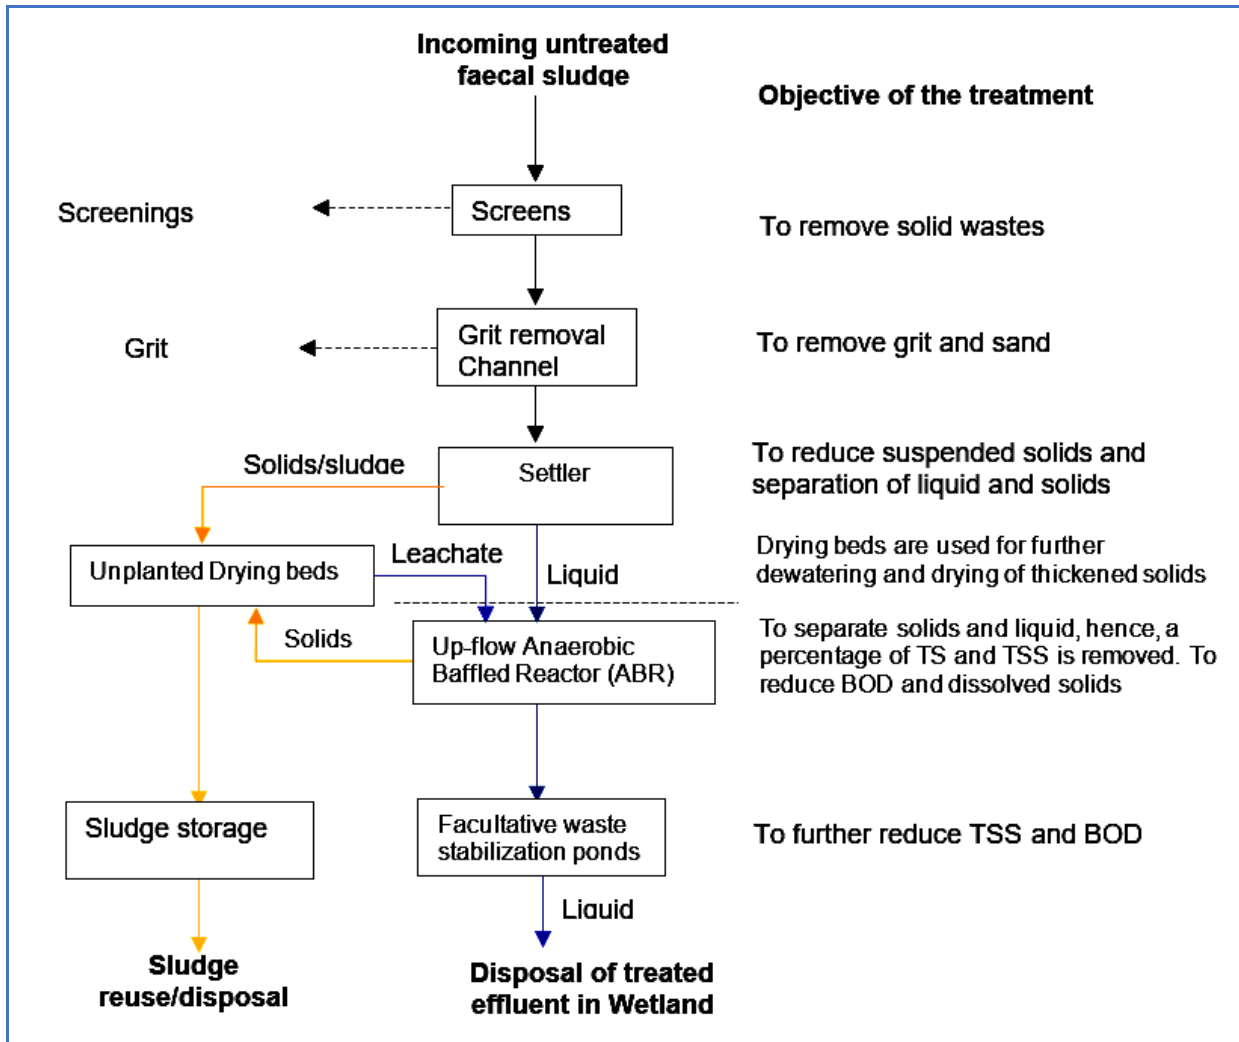 Incoming untreated
faecal sludge
Objective of the treatment
Screenings
Screens
To remove solid wastes
Grit
Grit removal
Channel
To remove grit and sand
Solids/sludge
Settler
To reduce suspended solids and
separation of liquid and solids
Unplanted Drying beds
Leachate
Liquid
Drying beds are used for further
dewatering and drying of thickened solids
Solids
Up-flow Anaerobic
Baffled Reactor (ABR)
To separate solids and liquid, hence, a
percentage of TS and TSS is removed. To
reduce BOD and dissolved solids
Sludge storage
Facultative waste
stabilization ponds
To further reduce TSS and BOD
Liquid
Sludge
reuse/disposal
Disposal of treated
effluent in Wetland